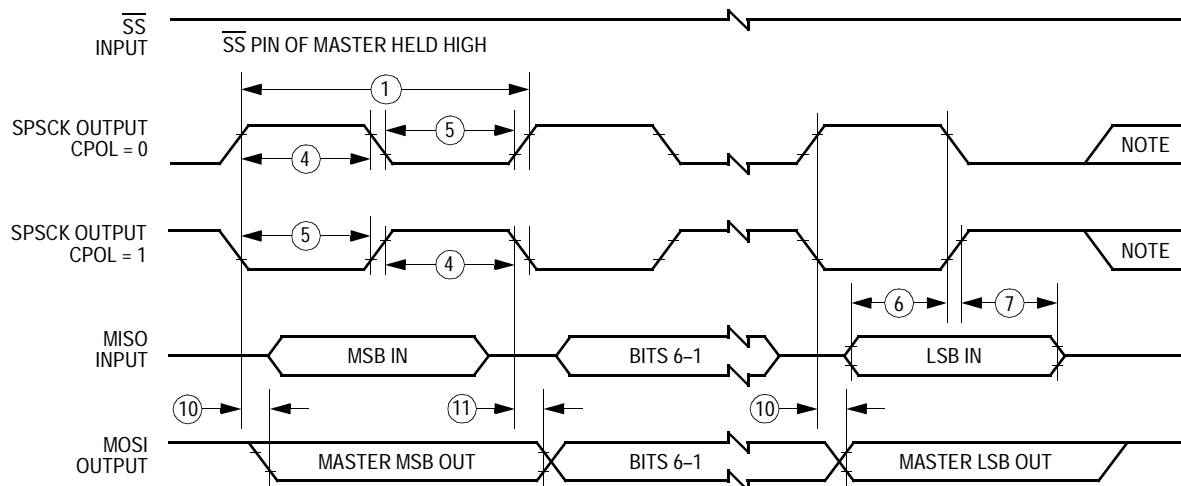 SS
INPUT
SS PIN OF MASTER HELD HIGH
1
SPSCK OUTPUT
CPOL = 0
5
4
NOTE
SPSCK OUTPUT
CPOL = 1
5
4
NOTE
6
7
MISO
INPUT
MSB IN
BITS 6–1
LSB IN
10
11
10
MOSI
OUTPUT
MASTER MSB OUT
BITS 6–1
MASTER LSB OUT